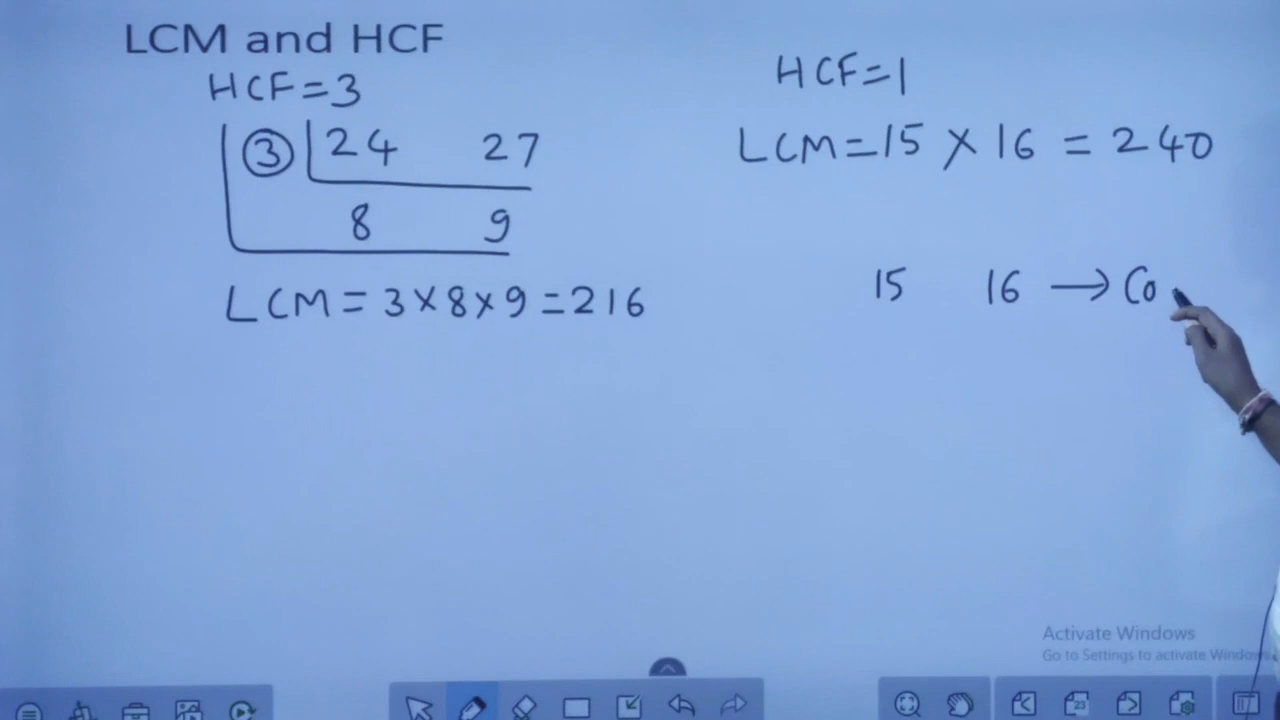 LCM and HCF
HCF=3
3 24 27
8 9
LCM = 3×8×9=216
HCF=1
LCM=15 × 16 = 240
15 16 → Co
Activate Windows
Go to Settings to activate Windows.
23